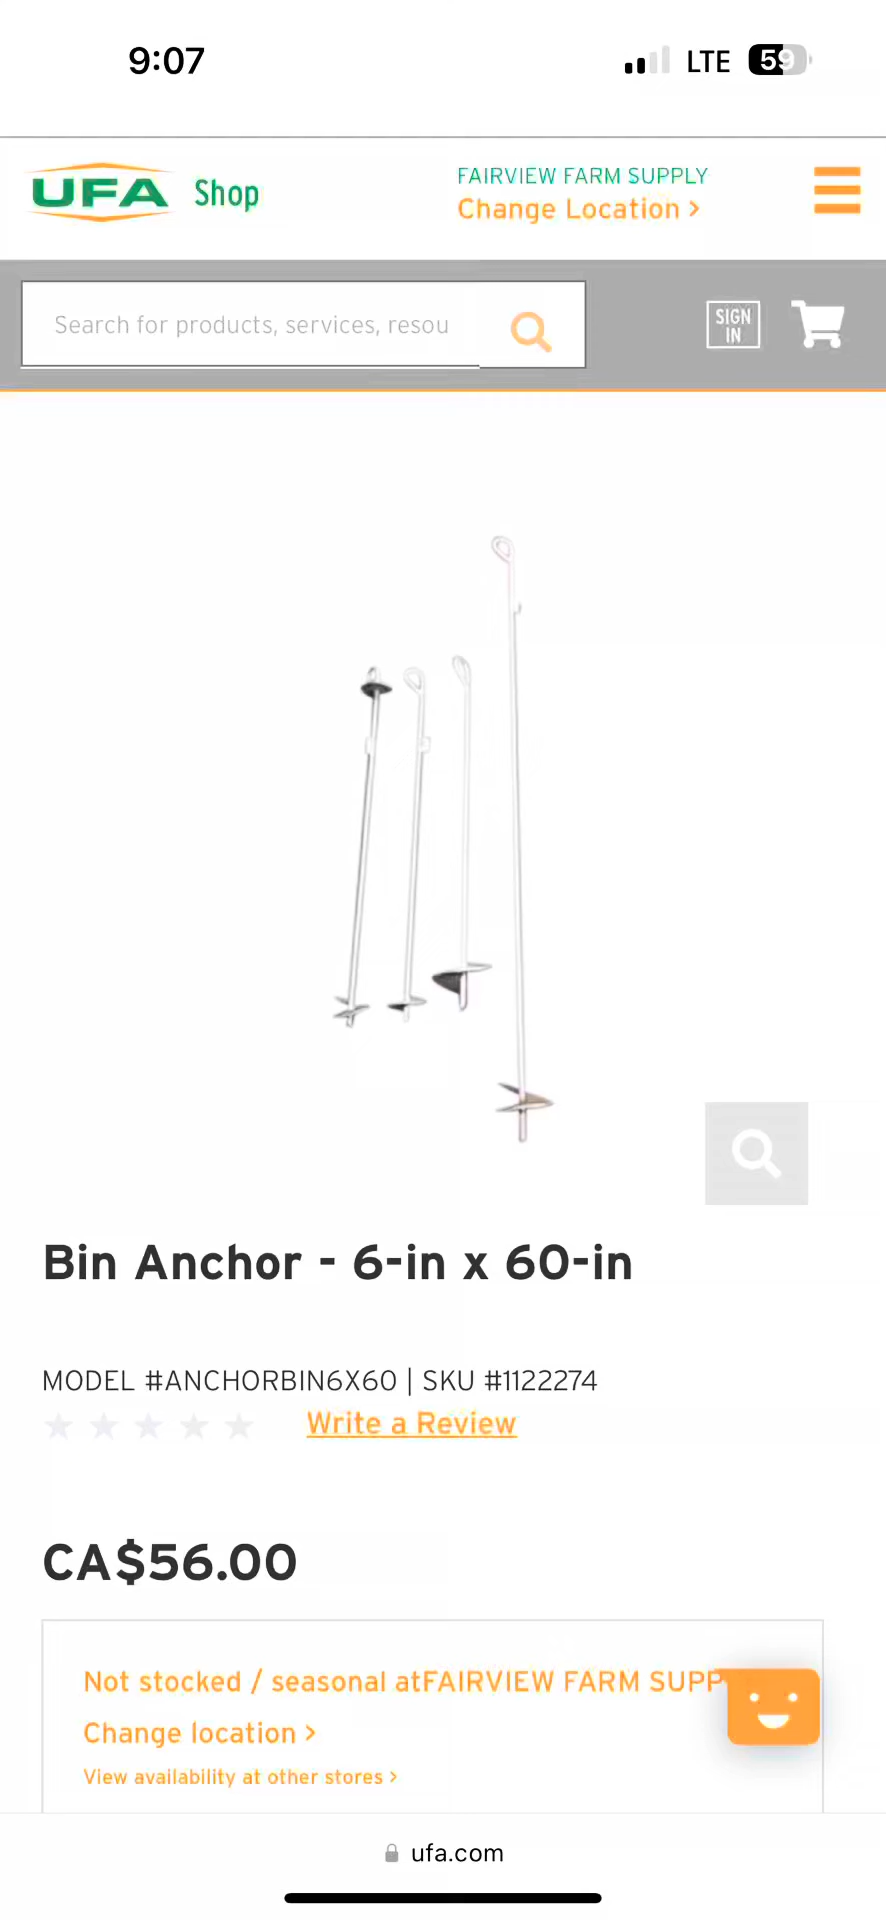 9:07 LTE 59
UFA Shop
FAIRVIEW FARM SUPPLY
Change Location >
Search for products, services, resou
SIGN
IN
Bin Anchor - 6-in x 60-in
MODEL #ANCHORBIN6X60 | SKU #1122274
Write a Review
CA$56.00
Not stocked / seasonal atFAIRVIEW FARM SUPP
Change location >
View availability at other stores >
ufa.com